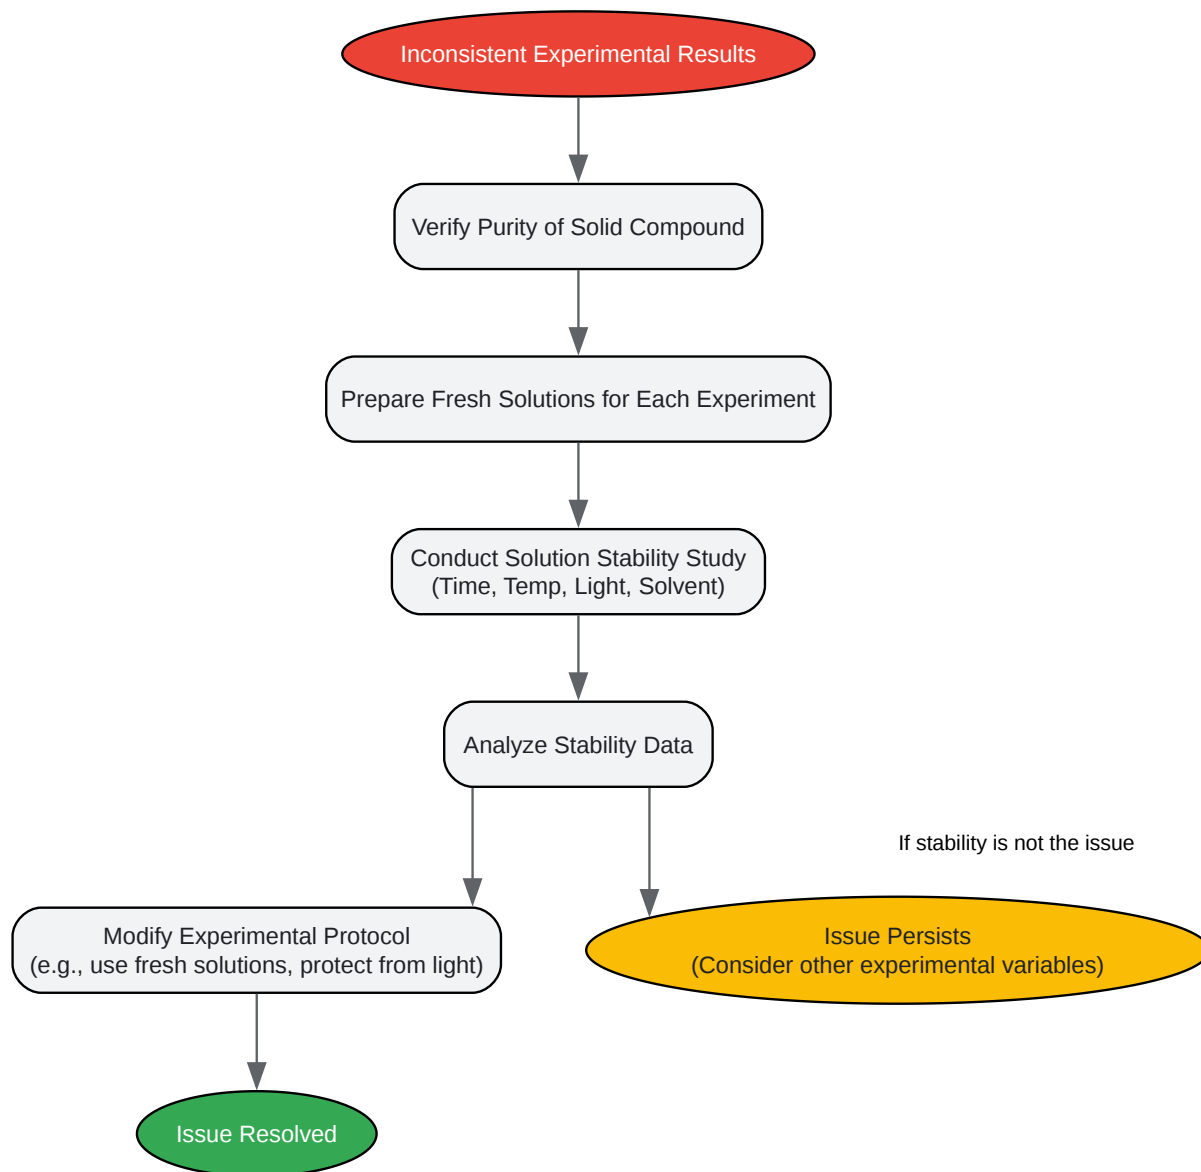 Inconsistent Experimental Results
Verify Purity of Solid Compound
Prepare Fresh Solutions for Each Experiment
Conduct Solution Stability Study
(Time, Temp, Light, Solvent)
Analyze Stability Data
If stability is not the issue
Modify Experimental Protocol
(e.g., use fresh solutions, protect from light)
Issue Persists
(Consider other experimental variables)
Issue Resolved